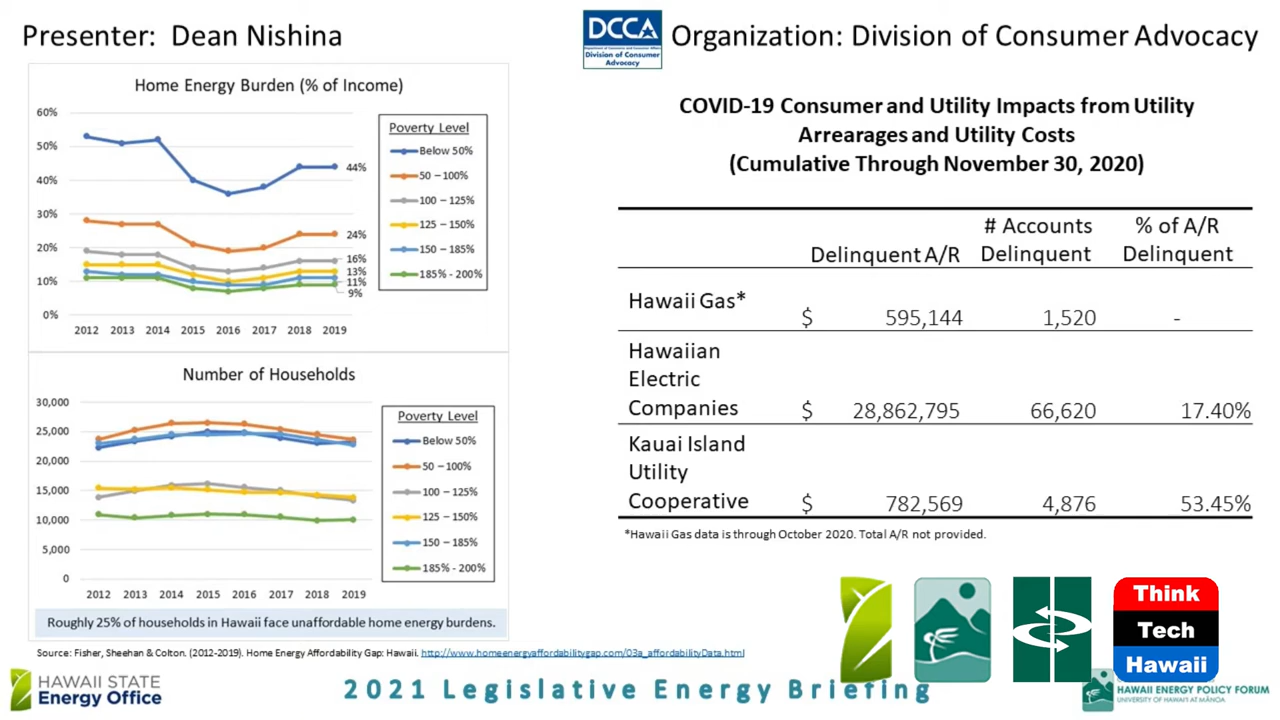 Presenter: Dean Nishina
DCCA
Department of Commerce and Consumer Affairs
Division of Consumer
Advocacy
Organization: Division of Consumer Advocacy
Home Energy Burden (% of Income)
60%
50%
40%
30%
20%
10%
0%
2012 2013 2014 2015 2016 2017 2018 2019
44%
24%
16%
13%
11%
9%
Poverty Level
Below 50%
50 – 100%
100 – 125%
125 – 150%
150 – 185%
185% - 200%
Number of Households
30,000
25,000
20,000
15,000
10,000
5,000
0
2012 2013 2014 2015 2016 2017 2018 2019
Poverty Level
Below 50%
50 – 100%
100 – 125%
125 – 150%
150 – 185%
185% - 200%
Roughly 25% of households in Hawaii face unaffordable home energy burdens.
Source: Fisher, Sheehan & Colton. (2012-2019). Home Energy Affordability Gap: Hawaii. http://www.homeenergyaffordabilitygap.com/03a_affordabilityData.html
COVID-19 Consumer and Utility Impacts from Utility
Arrearages and Utility Costs
(Cumulative Through November 30, 2020)
# Accounts % of A/R
Delinquent A/R Delinquent Delinquent
Hawaii Gas*
$ 595,144 1,520 -
Hawaiian
Electric
Companies $ 28,862,795 66,620 17.40%
Kauai Island
Utility
Cooperative $ 782,569 4,876 53.45%
*Hawaii Gas data is through October 2020. Total A/R not provided.
Think
Tech
Hawaii
HAWAII STATE
Energy Office
2021 Legislative Energy Briefing
HAWAII ENERGY POLICY FORUM
UNIVERSITY OF HAWAI'I AT MĀNOA